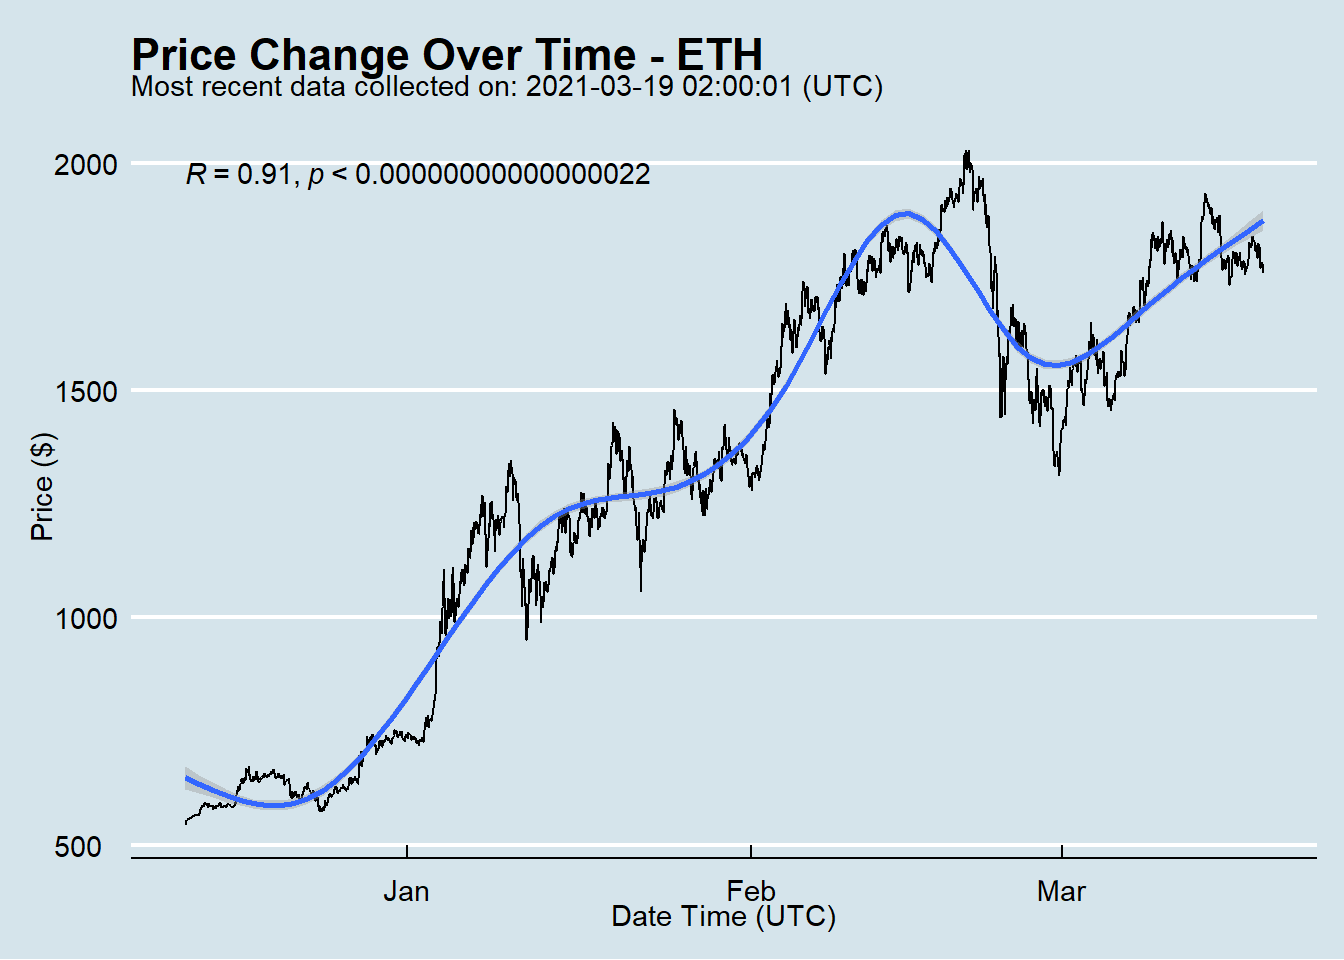 Price Change Over Time - ETH
Most recent data collected on: 2021-03-19 02:00:01 (UTC)
R = 0.91, p < 0.00000000000000022
2000
1500
1000
500
Price ($)
Jan Feb Mar
Date Time (UTC)